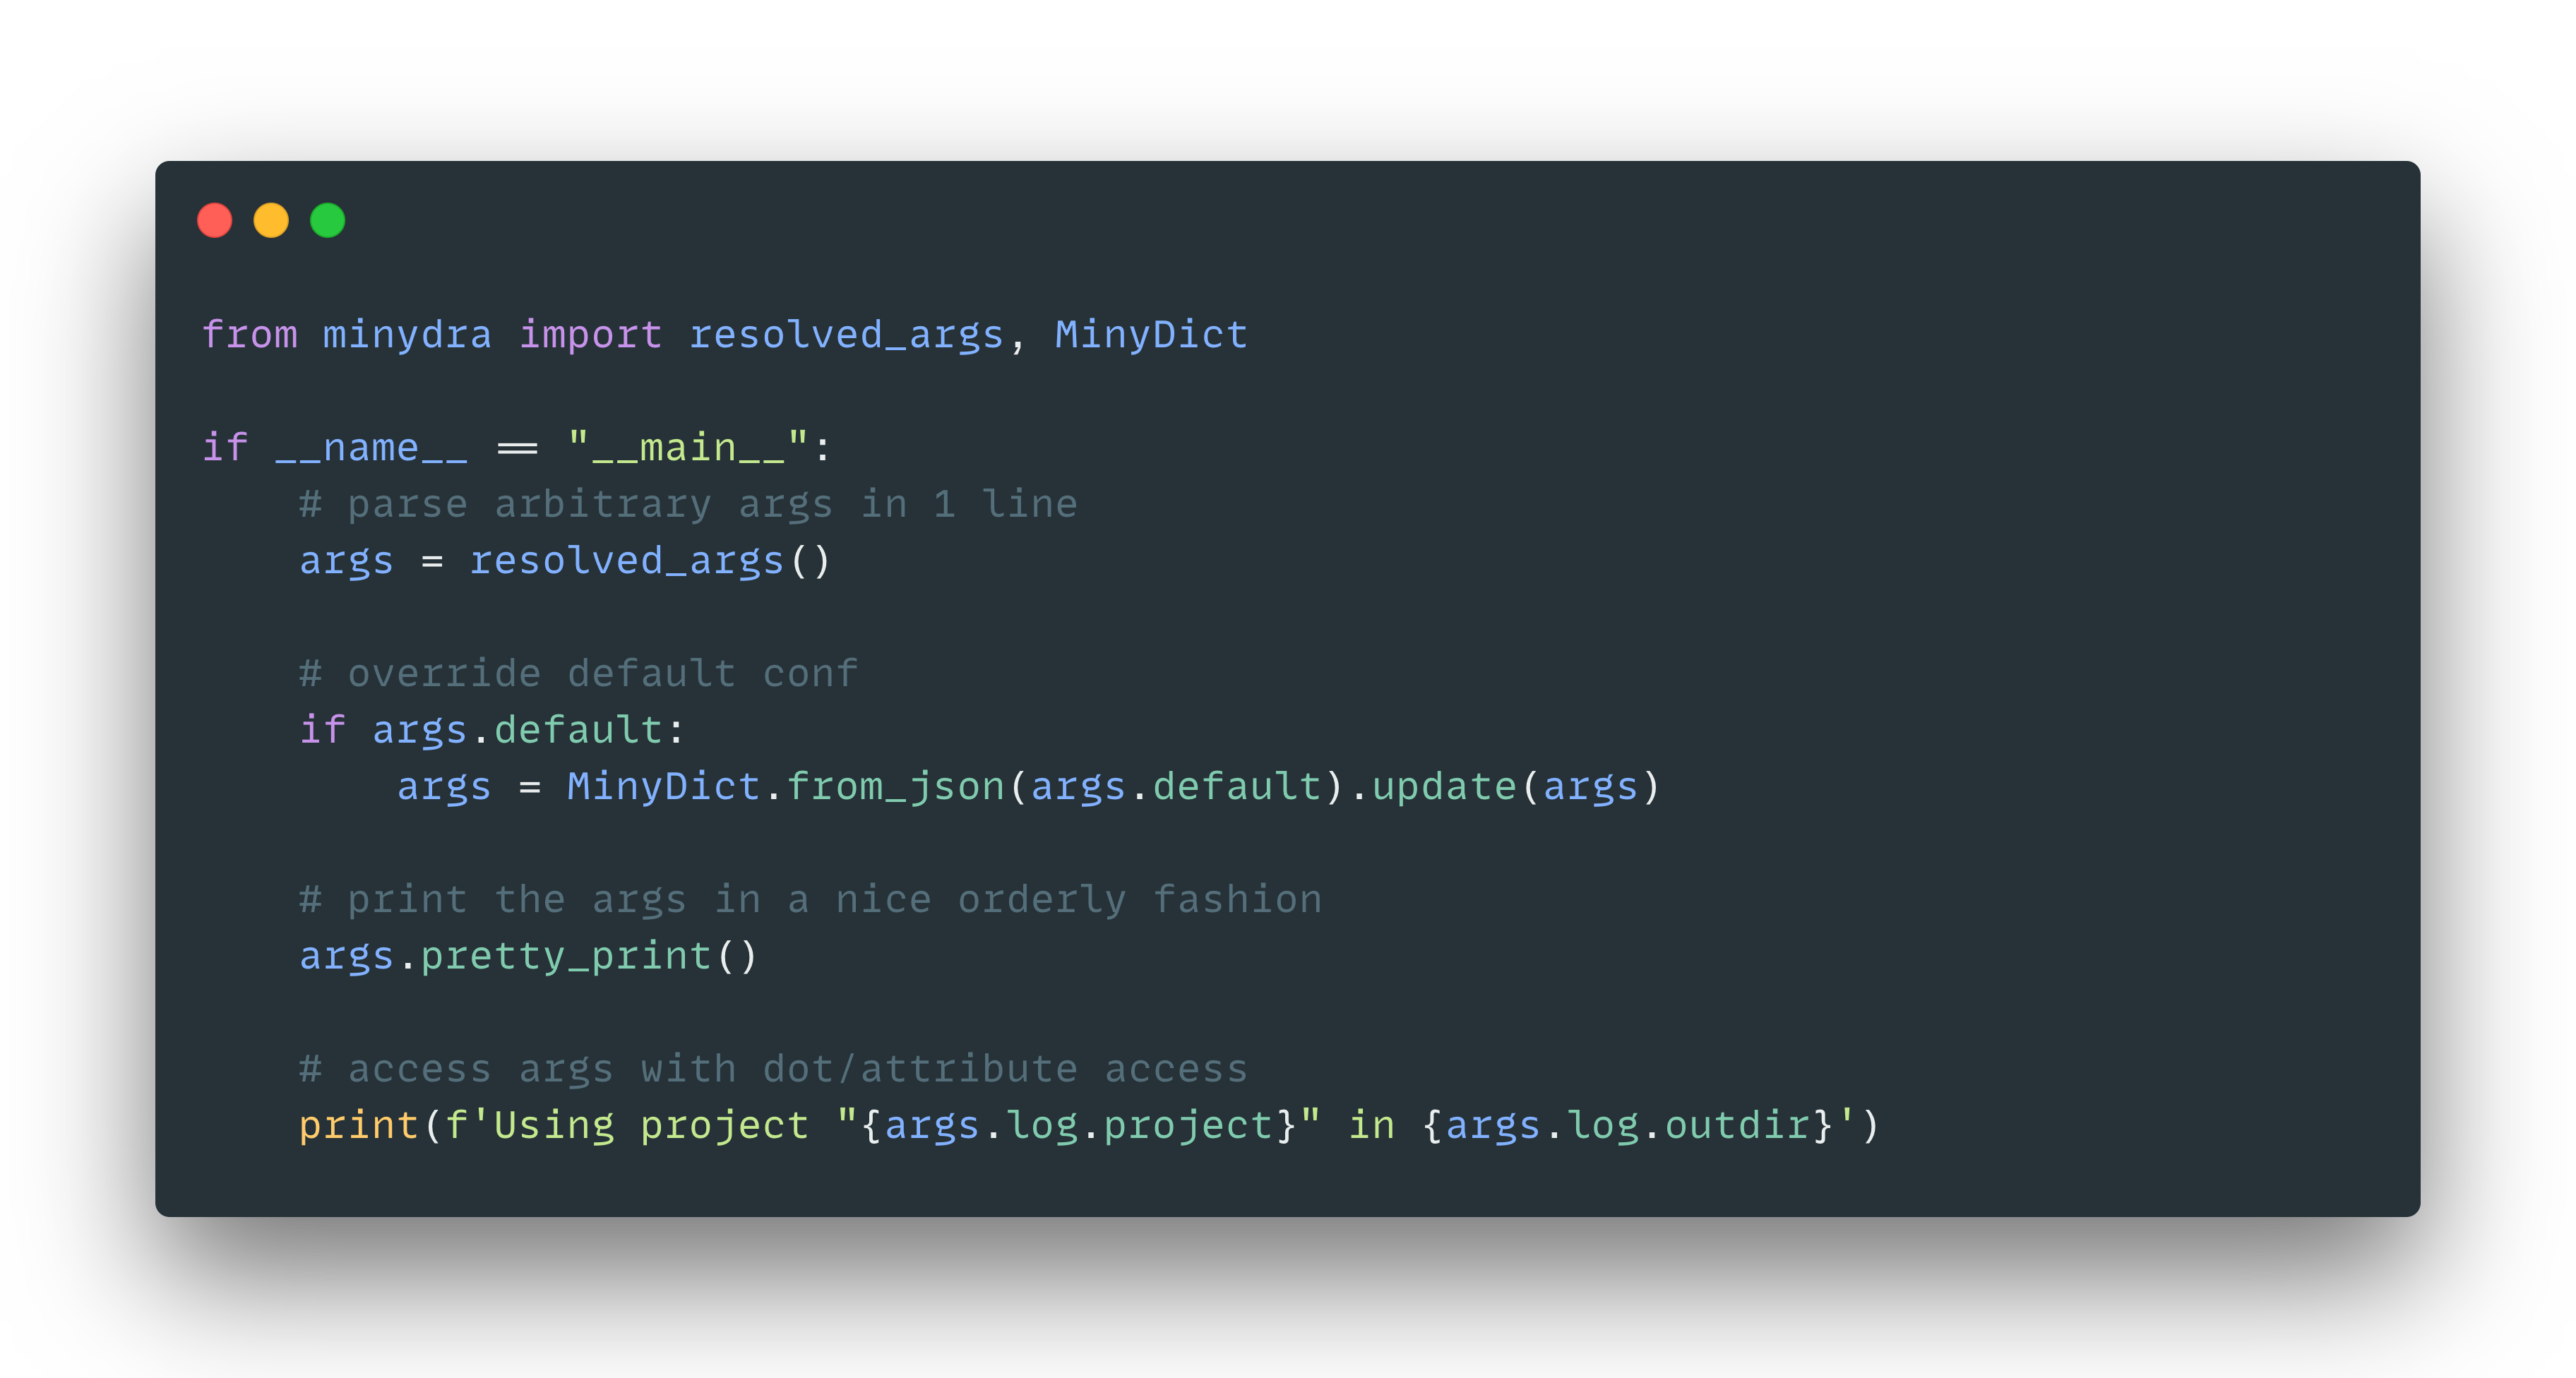 from minydra import resolved_args, MinyDict

if __name__ == "__main__":
    # parse arbitrary args in 1 line
    args = resolved_args()

    # override default conf
    if args.default:
        args = MinyDict.from_json(args.default).update(args)

    # print the args in a nice orderly fashion
    args.pretty_print()

    # access args with dot/attribute access
    print(f'Using project "{args.log.project}" in {args.log.outdir}')